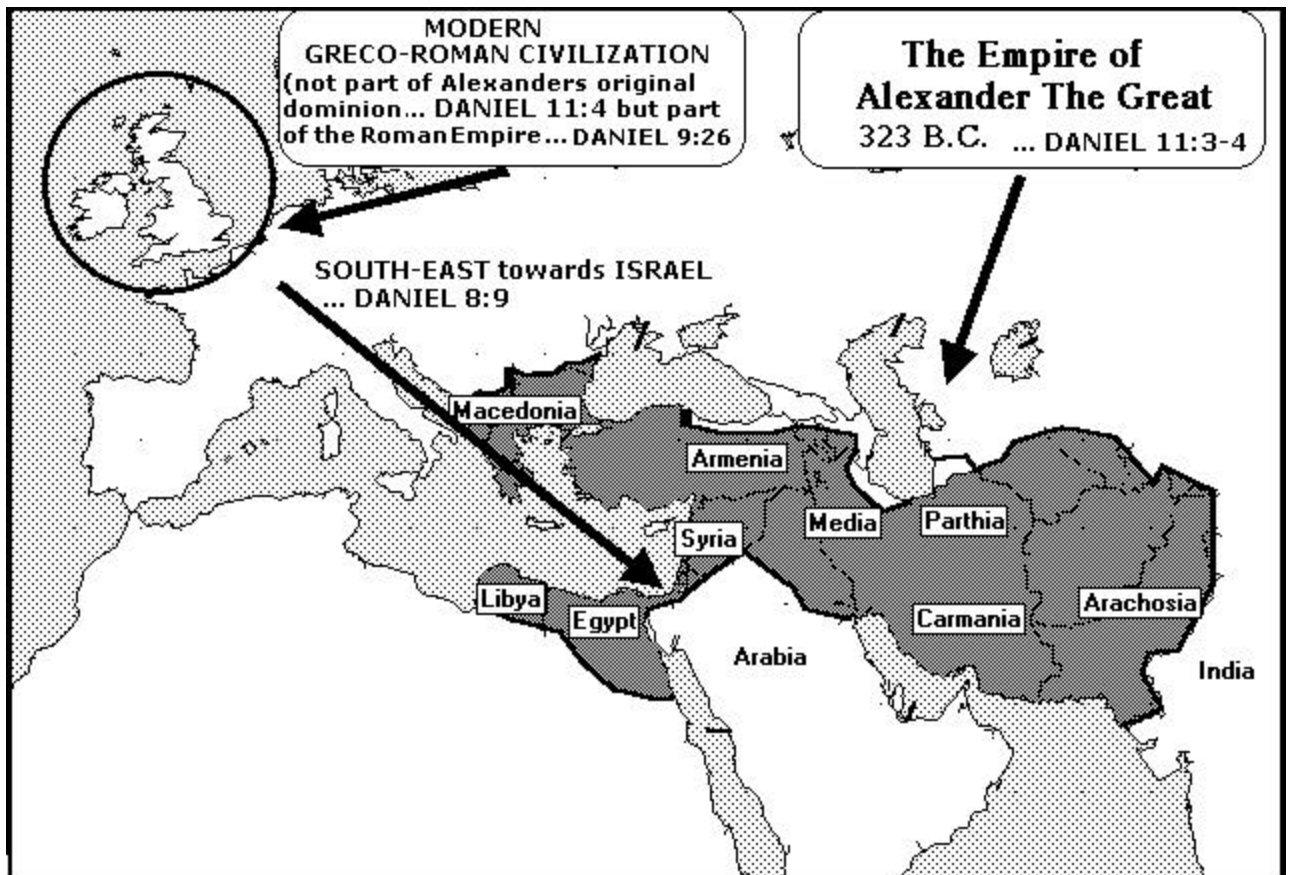 MODERN
GRECO-ROMAN CIVILIZATION
(not part of Alexanders original
dominion... DANIEL 11:4 but part
of the Roman Empire... DANIEL 9:26
The Empire of
Alexander The Great
323 B.C. ... DANIEL 11:3-4
SOUTH-EAST towards ISRAEL
... DANIEL 8:9
Macedonia
Armenia
Media
Parthia
Syria
Libya
Egypt
Carmania
Arachosia
Arabia
India